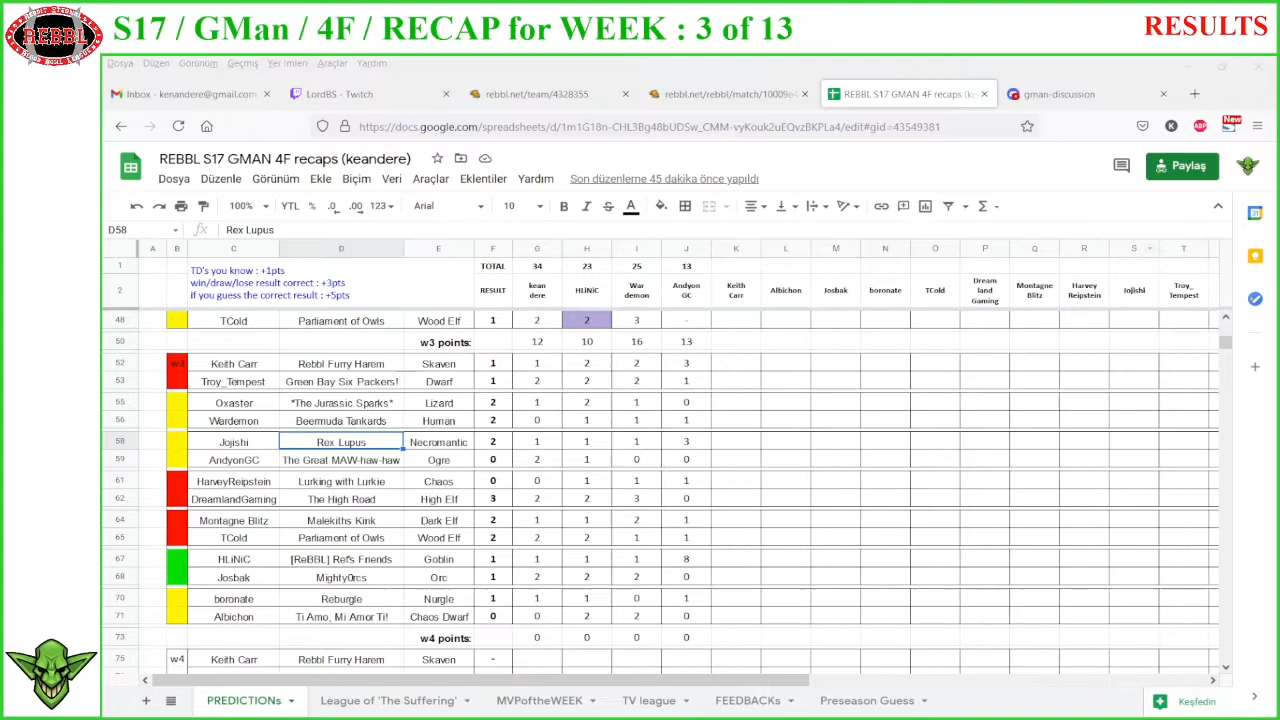 S17 / GMan / 4F / RECAP for WEEK : 3 of 13
RESULTS
REBBL
Dosya Düzen Görünüm Geçmiş Yer İmleri Araçlar Yardım
Inbox - kenandere@gmail.com × LordBS - Twitch × rebbl.net/team/4328355 × rebbl.net/rebbl/match/10009e × REBBL S17 GMAN 4F recaps (ke × gman-discussion × +
https://docs.google.com/spreadsheets/d/1m1G18n-CHL3Bg48bUDSw_CMM-vyKouk2uEQvzBKPLa4/edit#gid=43549381
K ABP New
REBBL S17 GMAN 4F recaps (keandere)
Paylaş
Dosya Düzenle Görünüm Ekle Biçim Veri Araçlar Eklentiler Yardım Son düzenleme 45 dakika önce yapıldı
100% YTL % .0 .00 123 Arial 10 B I S A
D58 fx Rex Lupus
A B C D E F G H I J K L M N O P Q R S T
1 TD's you know : +1pts TOTAL 34 23 25 13
win/draw/lose result correct : +3pts
if you guess the correct result : +5pts
2 RESULT kean dere HLiNiC War demon Andyon GC Keith Carr Albichon Josbak boronate TCold Dream land Gaming Montagne Blitz Harvey Reipstein Jojishi Troy_ Tempest
48 TCold Parliament of Owls Wood Elf 1 2 2 3 -
50 w3 points: 12 10 16 13
52 w3 Keith Carr Rebbl Furry Harem Skaven 1 1 2 2 3
53 Troy_Tempest Green Bay Six Packers! Dwarf 1 2 2 2 1
55 Oxaster *The Jurassic Sparks* Lizard 2 1 2 1 0
56 Wardemon Beermuda Tankards Human 2 0 1 1 1
58 Jojishi Rex Lupus Necromantic 2 1 1 1 3
59 AndyonGC The Great MAW-haw-haw Ogre 0 2 1 0 0
61 HarveyReipstein Lurking with Lurkie Chaos 0 0 1 1 1
62 DreamlandGaming The High Road High Elf 3 2 2 3 0
64 Montagne Blitz Malekiths Kink Dark Elf 2 1 1 2 1
65 TCold Parliament of Owls Wood Elf 2 2 2 1 1
67 HLiNiC [ReBBL] Ref's Friends Goblin 1 1 1 1 8
68 Josbak Mighty0rcs Orc 1 2 2 2 0
70 boronate Reburgle Nurgle 1 1 1 0 1
71 Albichon Ti Amo, Mi Amor Ti! Chaos Dwarf 0 0 2 2 0
73 w4 points: 0 0 0 0
75 w4 Keith Carr Rebbl Furry Harem Skaven -
+ PREDICTIONs League of 'The Suffering' MVPoftheWEEK TV league FEEDBACKs Preseason Guess Keşfedin